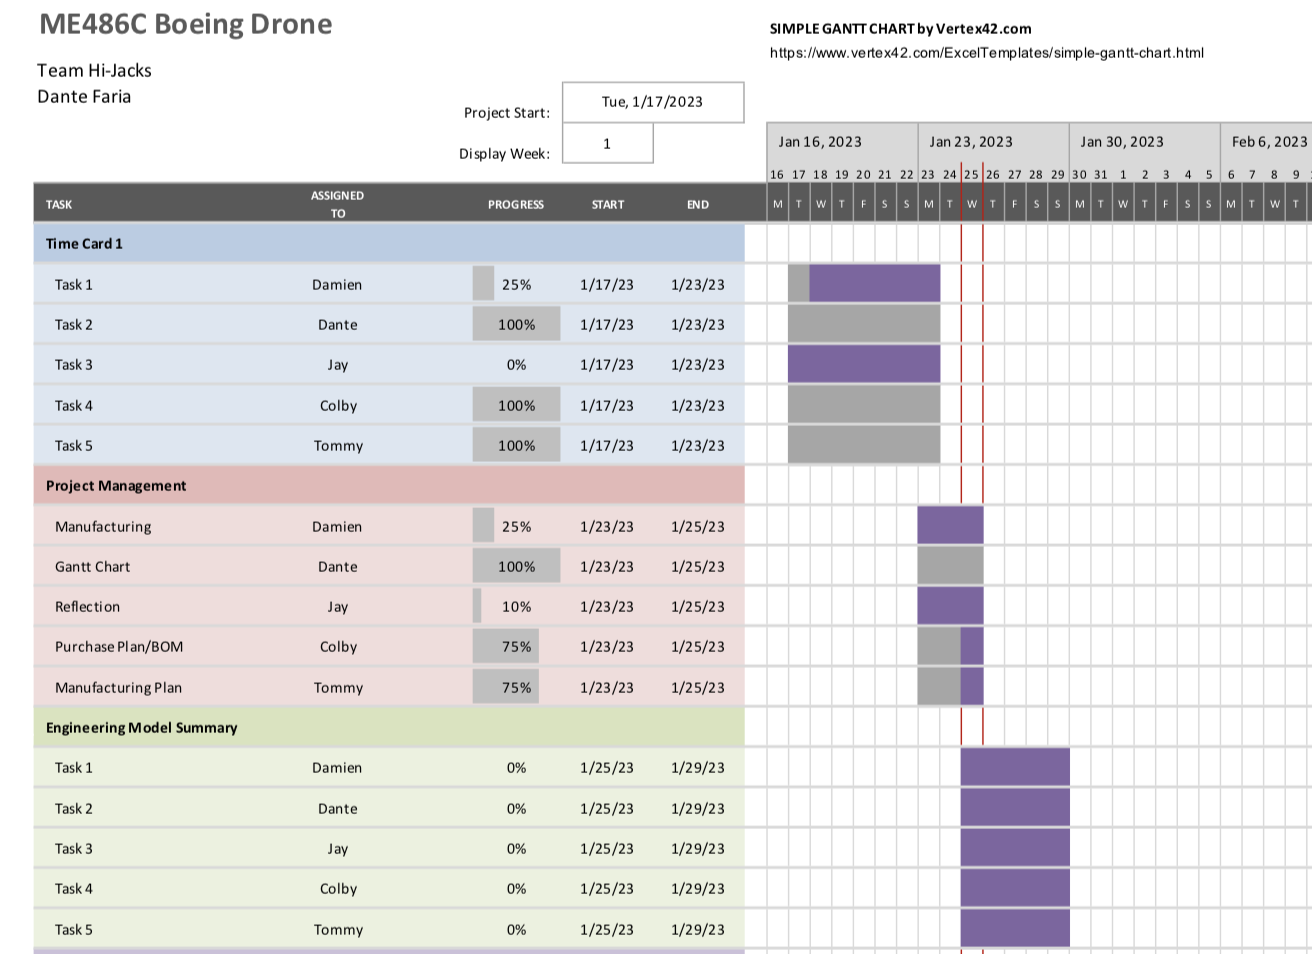 ME486C Boeing Drone
SIMPLE GANTT CHART by Vertex42.com
https://www.vertex42.com/ExcelTemplates/simple-gantt-chart.html
Team Hi-Jacks
Dante Faria
Project Start: Tue, 1/17/2023
Display Week: 1
Jan 16, 2023 Jan 23, 2023 Jan 30, 2023 Feb 6, 2023
16 17 18 19 20 21 22 23 24 25 26 27 28 29 30 31 1 2 3 4 5 6 7 8 9
TASK ASSIGNED TO PROGRESS START END M T W T F S S M T W T F S S M T W T F S S M T W T
Time Card 1
Task 1 Damien 25% 1/17/23 1/23/23
Task 2 Dante 100% 1/17/23 1/23/23
Task 3 Jay 0% 1/17/23 1/23/23
Task 4 Colby 100% 1/17/23 1/23/23
Task 5 Tommy 100% 1/17/23 1/23/23
Project Management
Manufacturing Damien 25% 1/23/23 1/25/23
Gantt Chart Dante 100% 1/23/23 1/25/23
Reflection Jay 10% 1/23/23 1/25/23
Purchase Plan/BOM Colby 75% 1/23/23 1/25/23
Manufacturing Plan Tommy 75% 1/23/23 1/25/23
Engineering Model Summary
Task 1 Damien 0% 1/25/23 1/29/23
Task 2 Dante 0% 1/25/23 1/29/23
Task 3 Jay 0% 1/25/23 1/29/23
Task 4 Colby 0% 1/25/23 1/29/23
Task 5 Tommy 0% 1/25/23 1/29/23